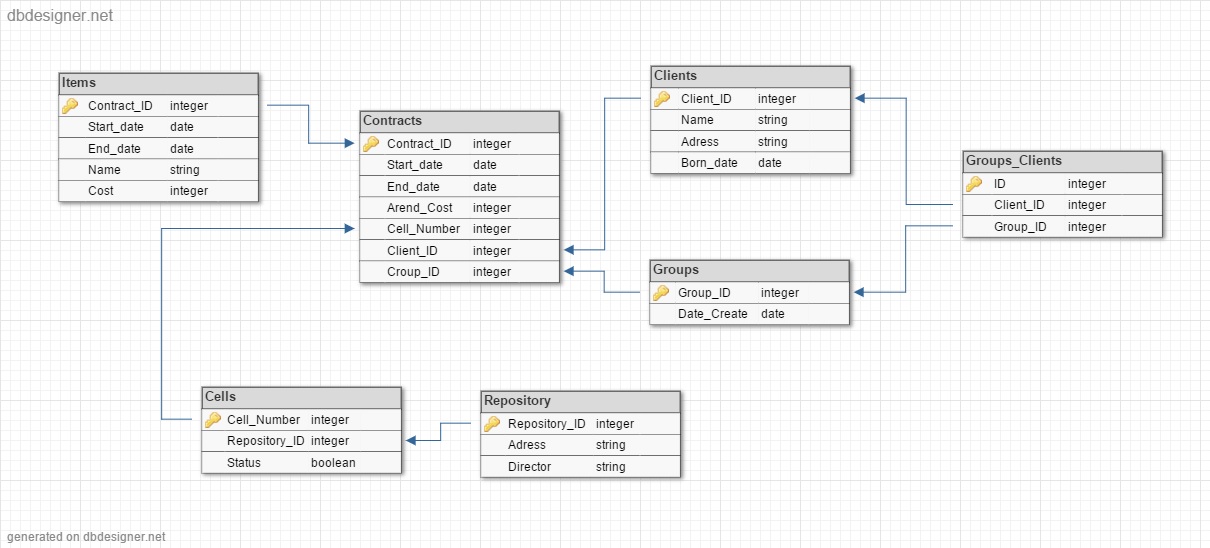 dbdesigner.net
Items
Contract_ID integer
Start_date date
End_date date
Name string
Cost integer
Contracts
Contract_ID integer
Start_date date
End_date date
Arend_Cost integer
Cell_Number integer
Client_ID integer
Croup_ID integer
Clients
Client_ID integer
Name string
Adress string
Born_date date
Groups_Clients
ID integer
Client_ID integer
Group_ID integer
Groups
Group_ID integer
Date_Create date
Cells
Cell_Number integer
Repository_ID integer
Status boolean
Repository
Repository_ID integer
Adress string
Director string
generated on dbdesigner.net